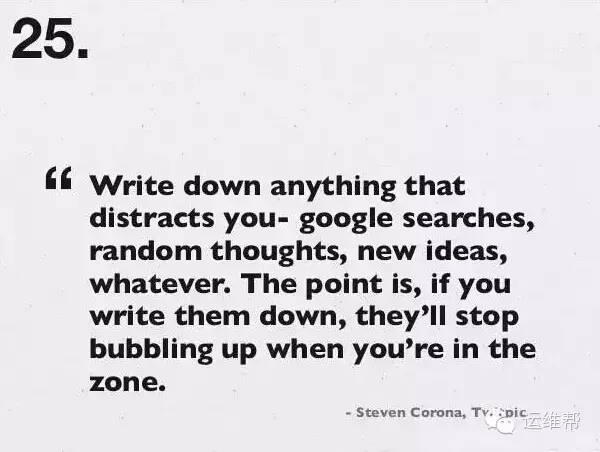 25.
“ Write down anything that
distracts you- google searches,
random thoughts, new ideas,
whatever. The point is, if you
write them down, they’ll stop
bubbling up when you’re in the
zone.
- Steven Corona,
运维帮